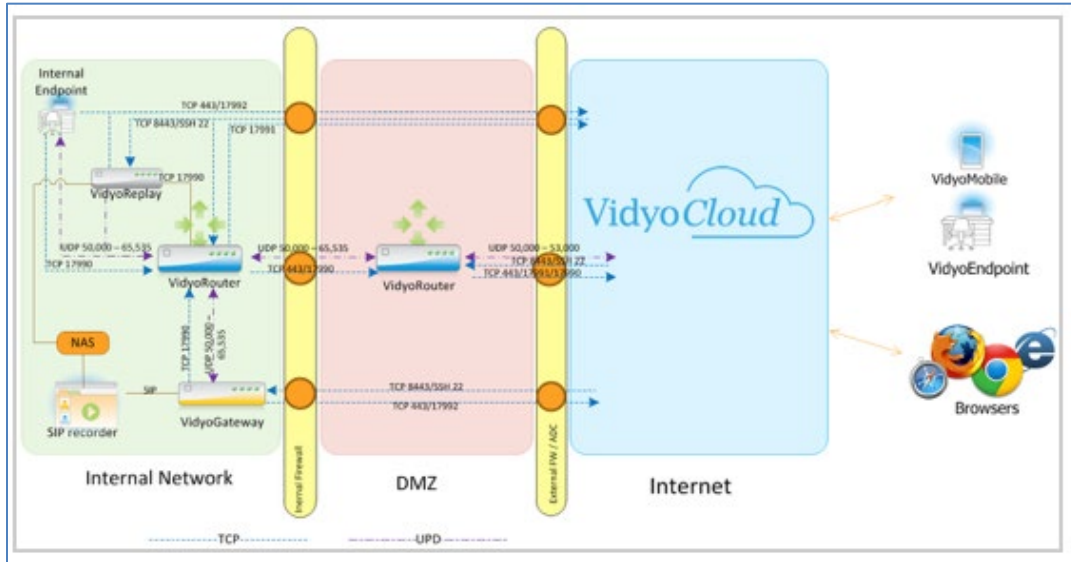 Internal
Endpoint
TCP 443/17992
TCP 8443/SSH 22
TCP 17991
TCP 17990
VidyoReplay
UDP 50,000 – 65,535
TCP 17990
VidyoRouter
UDP 50,000 – 65,535
TCP 443/17990
VidyoRouter
UDP 50,000 – 53,000
TCP 8443/SSH 22
TCP 443/17991/17990
VidyoCloud
VidyoMobile
VidyoEndpoint
Browsers
NAS
TCP 17990
UDP 50,000 –
65,535
SIP
SIP recorder
VidyoGateway
TCP 8443/SSH 22
TCP 443/17992
Inernal Firewall
External FW / ADC
Internal Network
DMZ
Internet
TCP
UPD